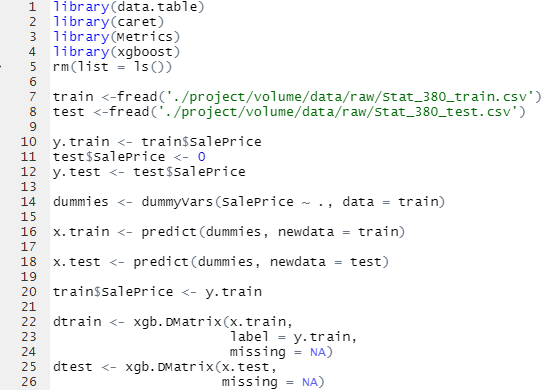 1 library(data.table)
2 library(caret)
3 library(Metrics)
4 library(xgboost)
5 rm(list = ls())
6
7 train <-fread('./project/volume/data/raw/Stat_380_train.csv')
8 test <-fread('./project/volume/data/raw/Stat_380_test.csv')
9
10 y.train <- train$SalePrice
11 test$SalePrice <- 0
12 y.test <- test$SalePrice
13
14 dummies <- dummyVars(SalePrice ~ ., data = train)
15
16 x.train <- predict(dummies, newdata = train)
17
18 x.test <- predict(dummies, newdata = test)
19
20 train$SalePrice <- y.train
21
22 dtrain <- xgb.DMatrix(x.train,
23 label = y.train,
24 missing = NA)
25 dtest <- xgb.DMatrix(x.test,
26 missing = NA)